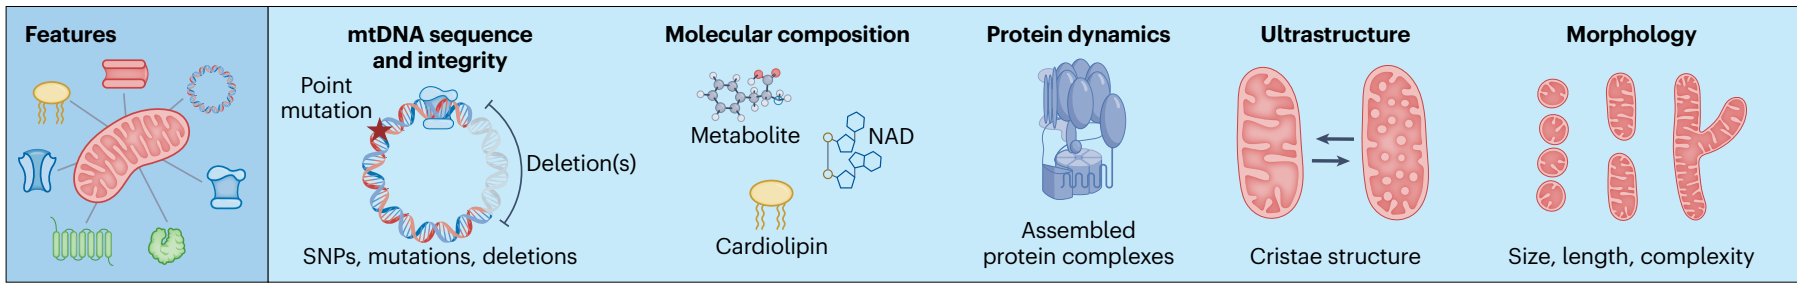 Features
mtDNA sequence
and integrity
Point
mutation
Deletion(s)
SNPs, mutations, deletions
Molecular composition
Metabolite
NAD
Cardiolipin
Protein dynamics
Assembled
protein complexes
Ultrastructure
Cristae structure
Morphology
Size, length, complexity